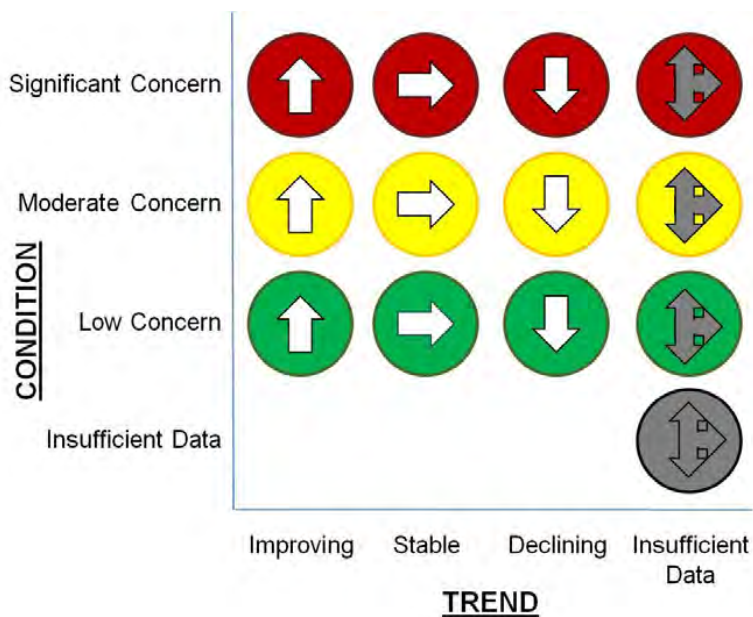 Significant Concern
Moderate Concern
CONDITION
Low Concern
Insufficient Data
Improving
Stable
Declining
Insufficient
Data
TREND